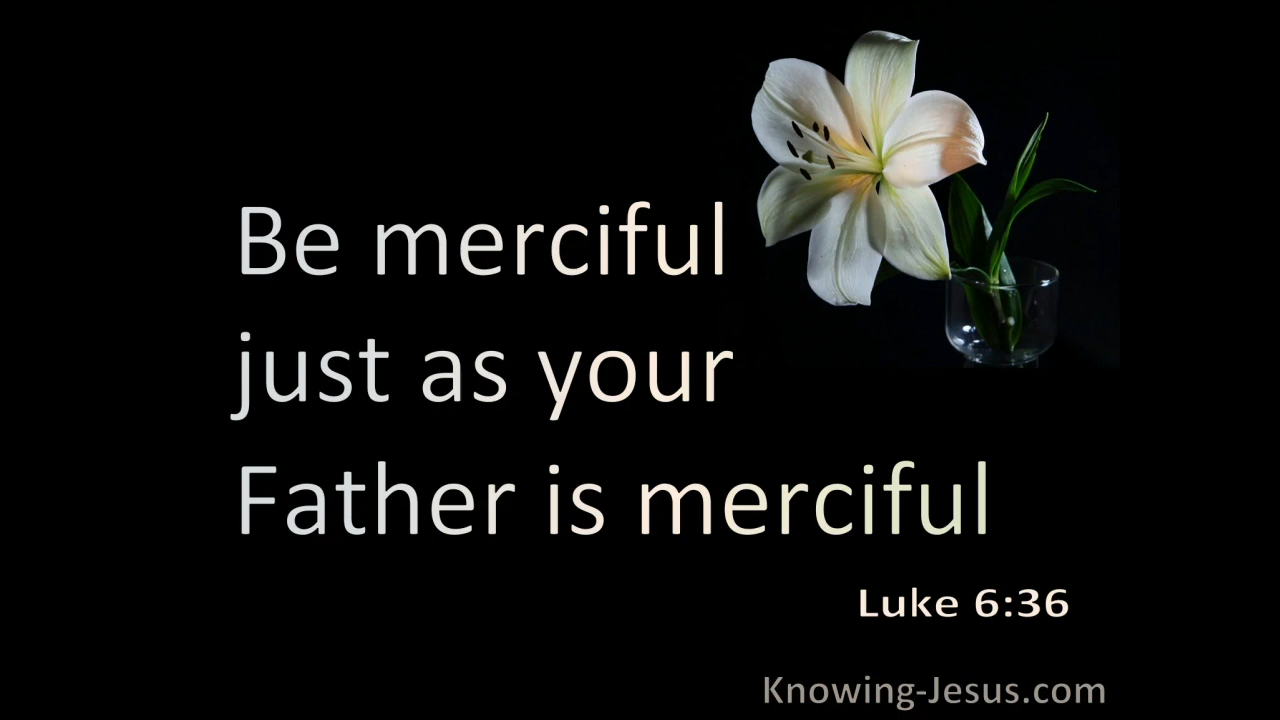 Be merciful
just as your
Father is merciful
Luke 6:36
Knowing-Jesus.com